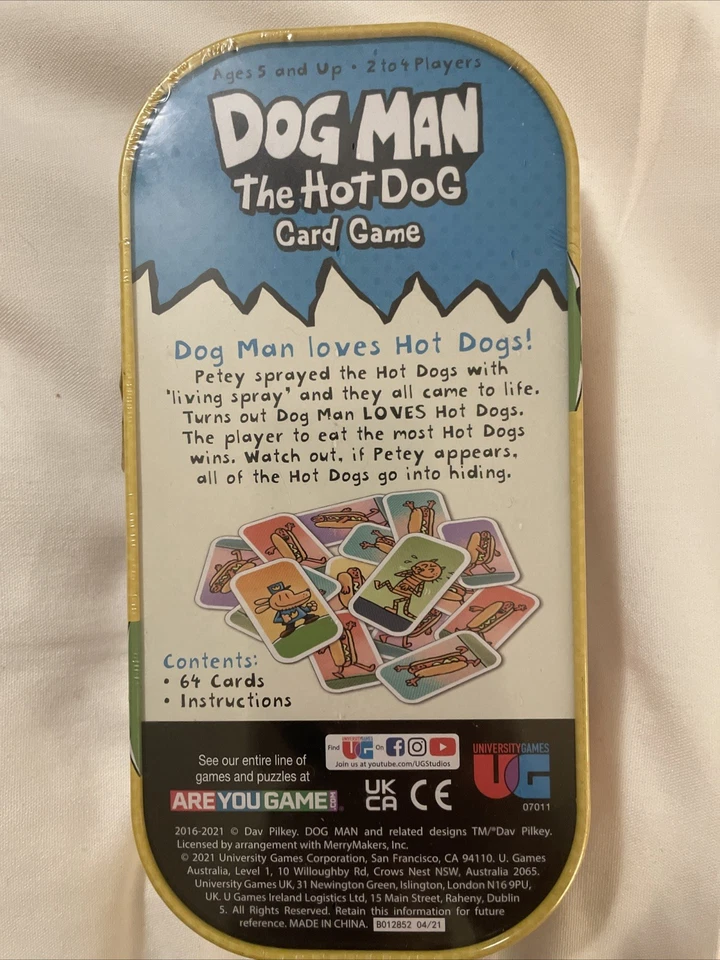 Ages 5 and Up • 2 to 4 Players
DOG MAN
The Hot Dog
Card Game
Dog Man loves Hot Dogs!
Petey sprayed the Hot Dogs with
'living spray' and they all came to life.
Turns out Dog Man LOVES Hot Dogs.
The player to eat the most Hot Dogs
wins. Watch out, if Petey appears,
all of the Hot Dogs go into hiding.
Contents:
• 64 Cards
• Instructions
See our entire line of
games and puzzles at
AREYOUGAME.COM
Find UG On
Join us at youtube.com/UGStudios
UK
CA CE
UNIVERSITY GAMES
UG
07011
2016-2021 © Dav Pilkey. DOG MAN and related designs TM/®Dav Pilkey.
Licensed by arrangement with MerryMakers, Inc.
© 2021 University Games Corporation, San Francisco, CA 94110. U. Games
Australia, Level 1, 10 Willoughby Rd, Crows Nest NSW, Australia 2065.
University Games UK, 31 Newington Green, Islington, London N16 9PU,
UK. U Games Ireland Logistics Ltd, 15 Main Street, Raheny, Dublin
5. All Rights Reserved. Retain this information for future
reference. MADE IN CHINA. B012852 04/21